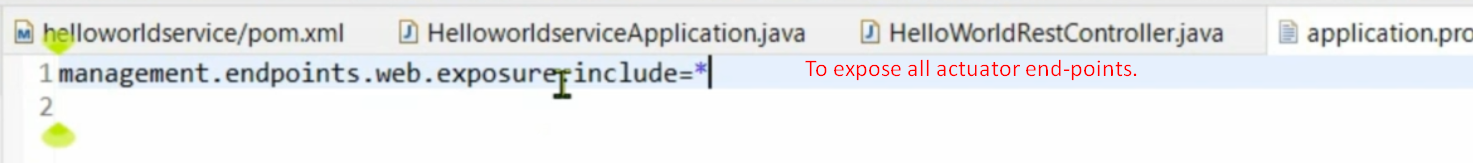 helloworldservice/pom.xml HelloworldserviceApplication.java HelloWorldRestController.java application.pro
1 management.endpoints.web.exposure.include=* To expose all actuator end-points.
2